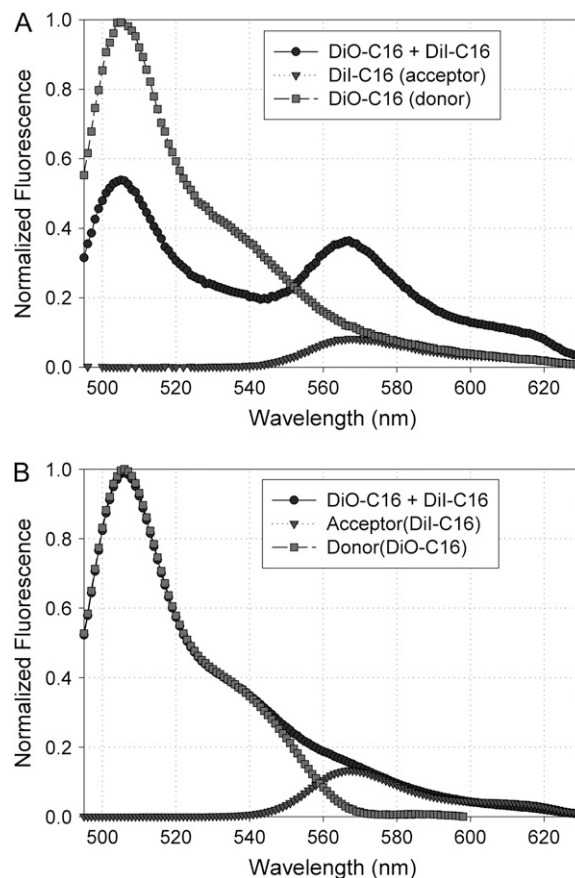 A
DiO-C16 + DiI-C16
DiI-C16 (acceptor)
DiO-C16 (donor)
Normalized Fluorescence
1.0
0.8
0.6
0.4
0.2
0.0
500 520 540 560 580 600 620
Wavelength (nm)
B
DiO-C16 + DiI-C16
Acceptor(DiI-C16)
Donor(DiO-C16)
Normalized Fluorescence
1.0
0.8
0.6
0.4
0.2
0.0
500 520 540 560 580 600 620
Wavelength (nm)